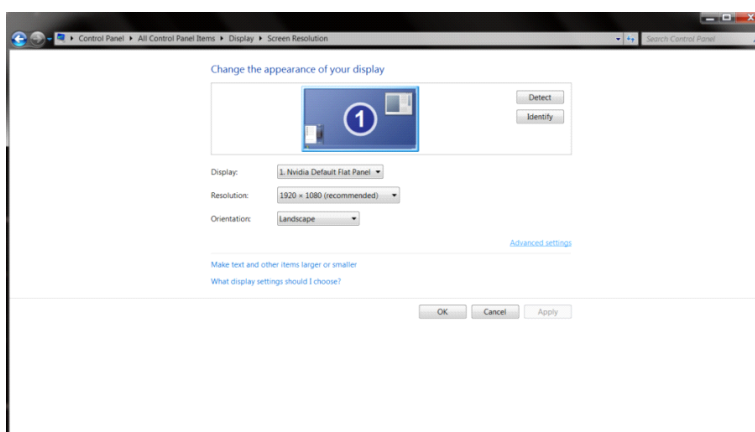 Control Panel ▸ All Control Panel Items ▸ Display ▸ Screen Resolution
Search Control Panel
Change the appearance of your display
1
Detect
Identify
Display: 1. Nvidia Default Flat Panel
Resolution: 1920 × 1080 (recommended)
Orientation: Landscape
Advanced settings
Make text and other items larger or smaller
What display settings should I choose?
OK Cancel Apply